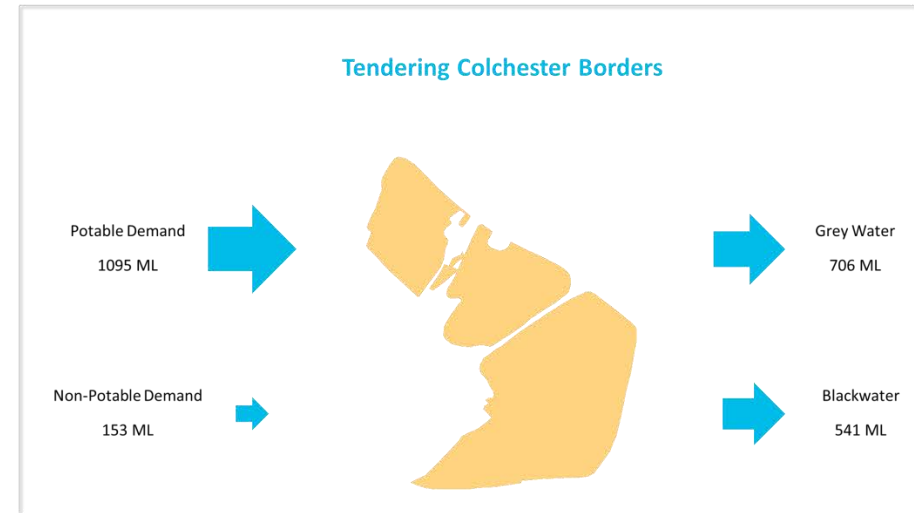 Tendering Colchester Borders
Potable Demand
1095 ML
Grey Water
706 ML
Non-Potable Demand
153 ML
Blackwater
541 ML